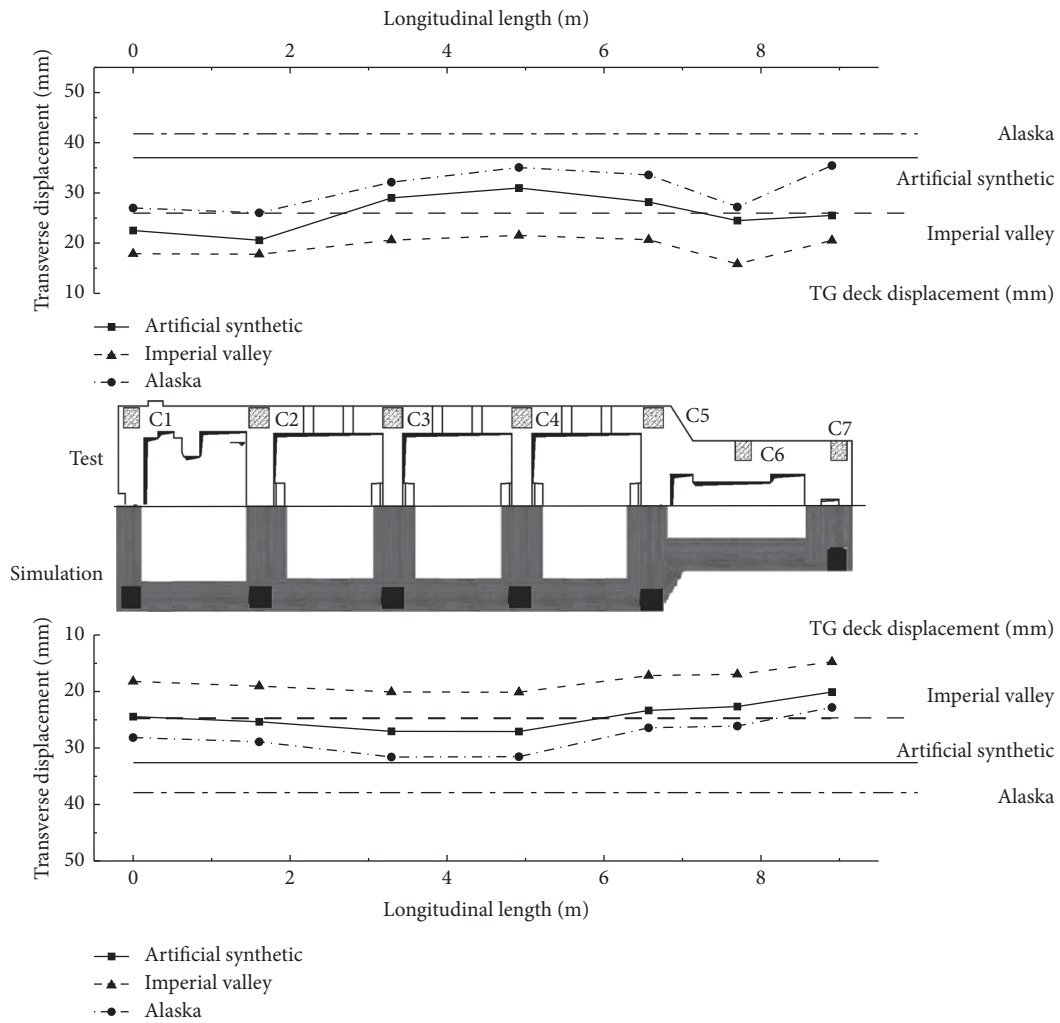 Longitudinal length (m)
0 2 4 6 8
Transverse displacement (mm)
50
40
30
20
10
Alaska
Artificial synthetic
Imperial valley
TG deck displacement (mm)
Artificial synthetic
Imperial valley
Alaska
C1 C2 C3 C4 C5 C6 C7
Test
Simulation
TG deck displacement (mm)
Transverse displacement (mm)
10
20
30
40
50
Imperial valley
Artificial synthetic
Alaska
0 2 4 6 8
Longitudinal length (m)
Artificial synthetic
Imperial valley
Alaska